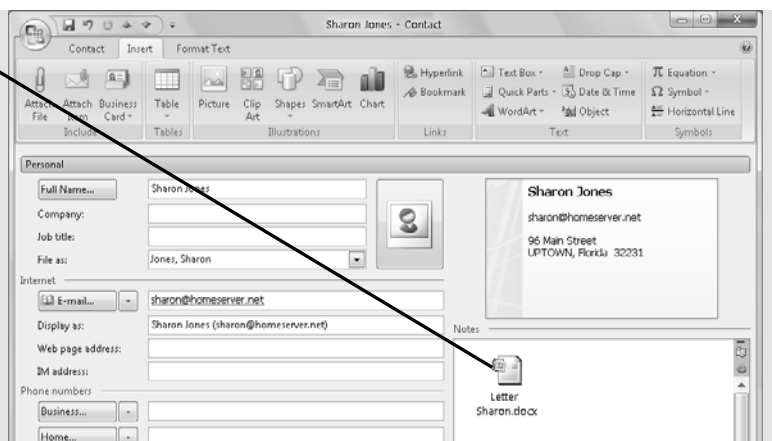 Sharon Jones - Contact
Contact Insert Format Text
Attach File
Attach Item
Business Card
Table
Picture
Clip Art
Shapes
SmartArt
Chart
Hyperlink
Bookmark
Text Box
Quick Parts
WordArt
Drop Cap
Date & Time
Object
Equation
Symbol
Horizontal Line
Include Tables Illustrations Links Text Symbols
Personal
Full Name... Sharon Jones
Company:
Job title:
File as: Jones, Sharon
Internet
E-mail... sharon@homeserver.net
Display as: Sharon Jones (sharon@homeserver.net)
Web page address:
IM address:
Phone numbers
Business...
Home...
Sharon Jones
sharon@homeserver.net
96 Main Street
UPTOWN, Florida 32231
Notes
Letter
Sharon.docx